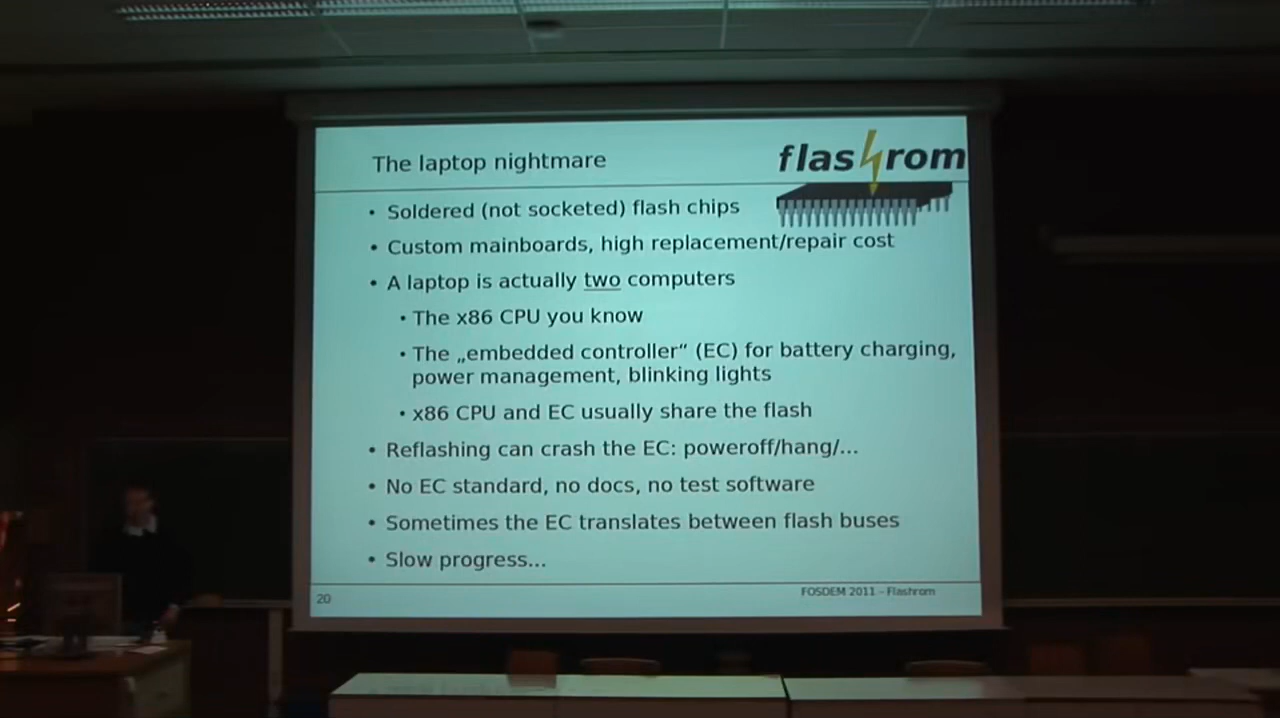 The laptop nightmare
flashrom
• Soldered (not socketed) flash chips
• Custom mainboards, high replacement/repair cost
• A laptop is actually two computers
• The x86 CPU you know
• The „embedded controller“ (EC) for battery charging,
power management, blinking lights
• x86 CPU and EC usually share the flash
• Reflashing can crash the EC: poweroff/hang/...
• No EC standard, no docs, no test software
• Sometimes the EC translates between flash buses
• Slow progress...
20
FOSDEM 2011 – Flashrom